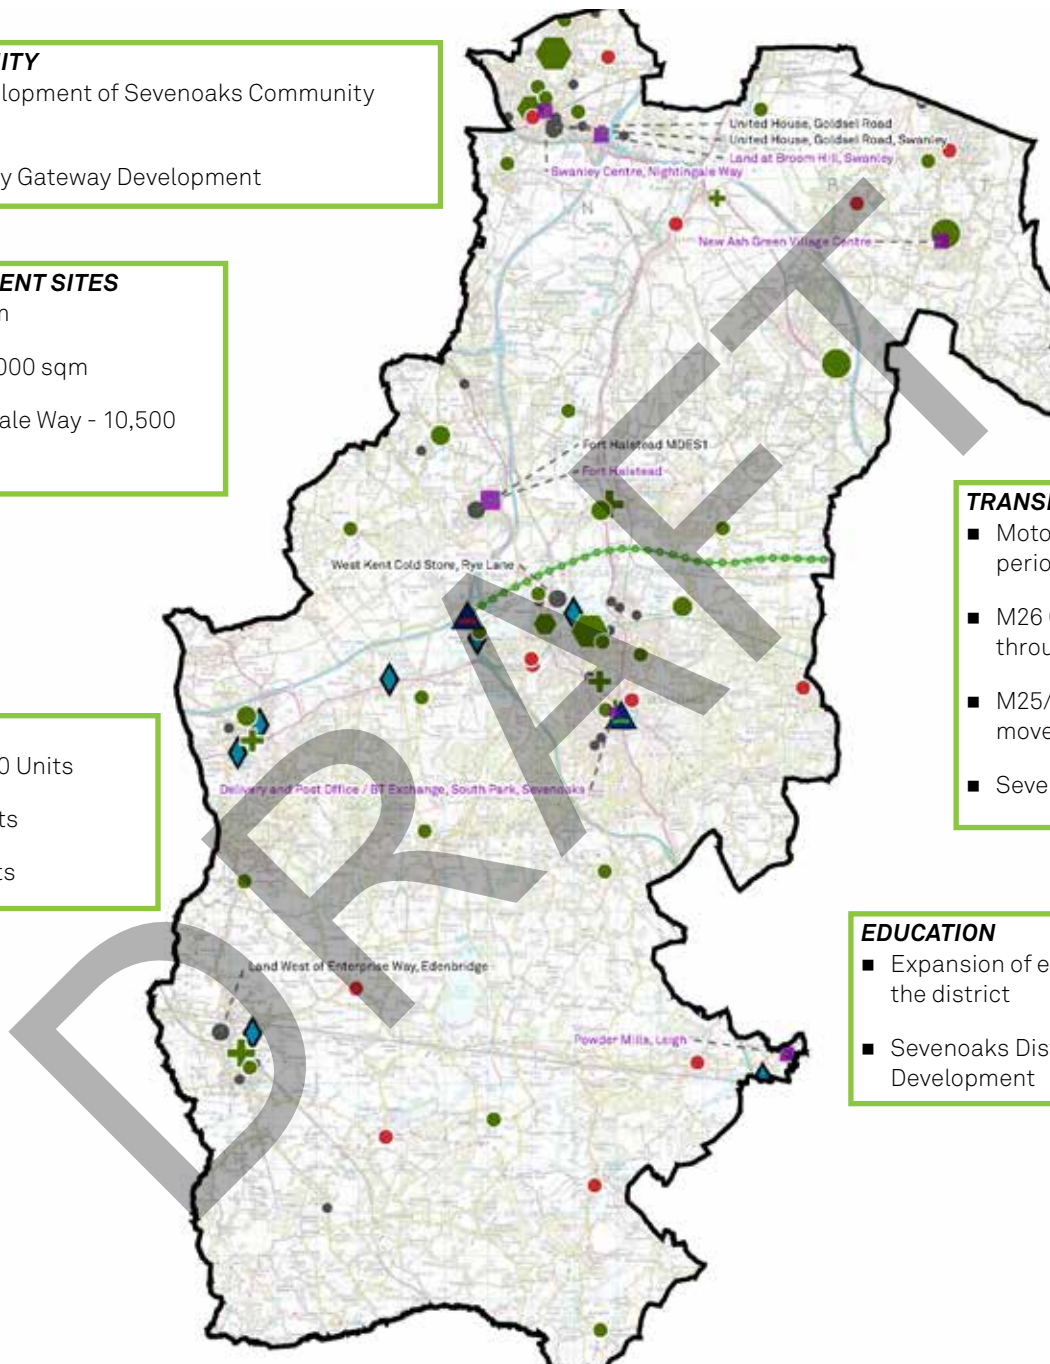 ITY
lopment of Sevenoaks Community
y Gateway Development
ENT SITES
n
000 sqm
ale Way - 10,500
0 Units
ts
ts
United House, Goldsel Road
United House, Goldsel Road, Swanley
Land at Broom Hill, Swanley
Swanley Centre, Nightingale Way
New Ash Green Village Centre
Fort Halstead MDES1
Fort Halstead
West Kent Cold Store, Rye Lane
Delivery and Post Office / BT Exchange, South Park, Sevenoaks
Land West of Enterprise Way, Edenbridge
Powder Mills, Leigh
DRAFT
TRANS
■ Moto
perio
■ M26
throu
■ M25/
move
■ Seve
EDUCATION
■ Expansion of e
the district
■ Sevenoaks Dis
Development